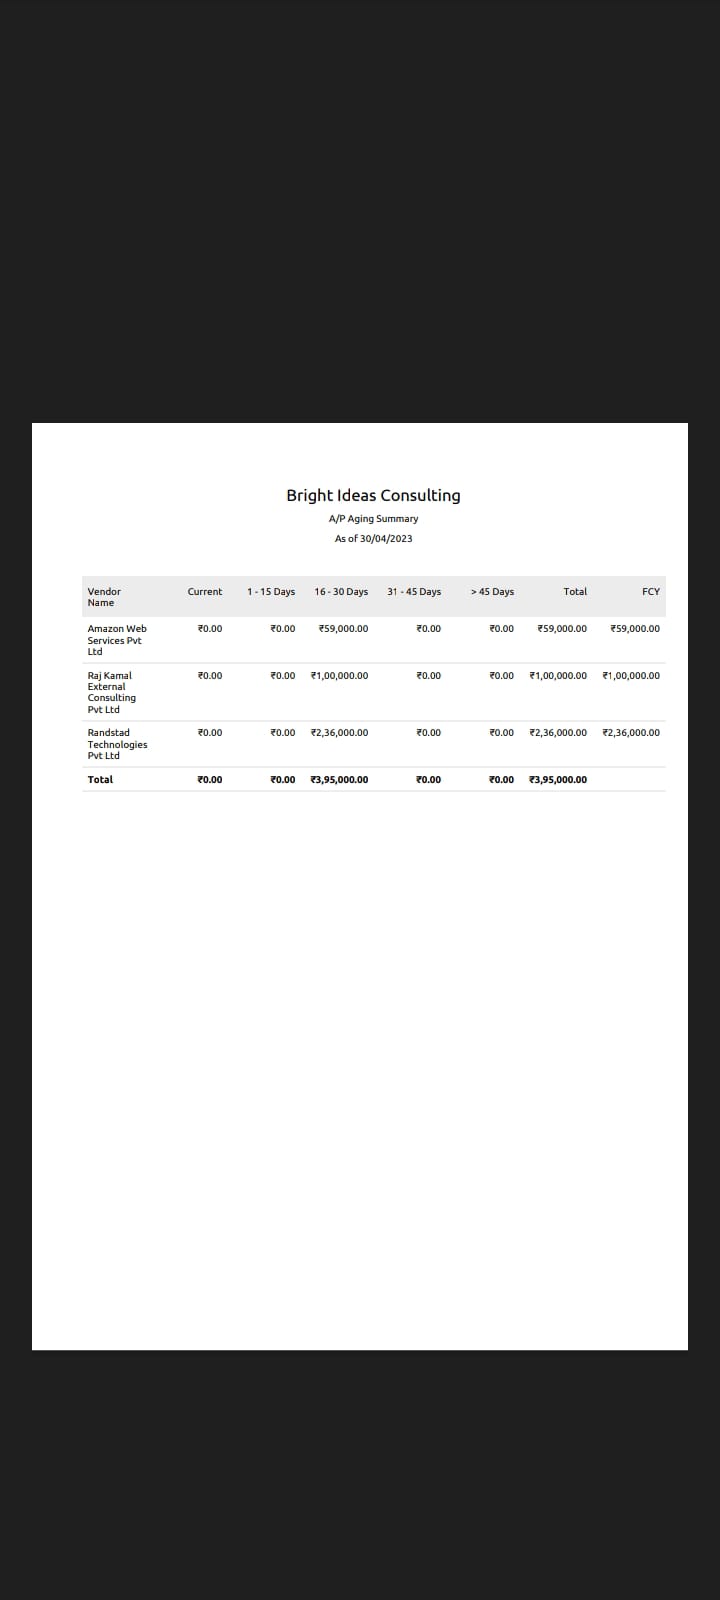 Bright Ideas Consulting
A/P Aging Summary
As of 30/04/2023
Vendor Name Current 1 - 15 Days 16 - 30 Days 31 - 45 Days > 45 Days Total FCY
Amazon Web Services Pvt Ltd ₹0.00 ₹0.00 ₹59,000.00 ₹0.00 ₹0.00 ₹59,000.00 ₹59,000.00
Raj Kamal External Consulting Pvt Ltd ₹0.00 ₹0.00 ₹1,00,000.00 ₹0.00 ₹0.00 ₹1,00,000.00 ₹1,00,000.00
Randstad Technologies Pvt Ltd ₹0.00 ₹0.00 ₹2,36,000.00 ₹0.00 ₹0.00 ₹2,36,000.00 ₹2,36,000.00
Total ₹0.00 ₹0.00 ₹3,95,000.00 ₹0.00 ₹0.00 ₹3,95,000.00